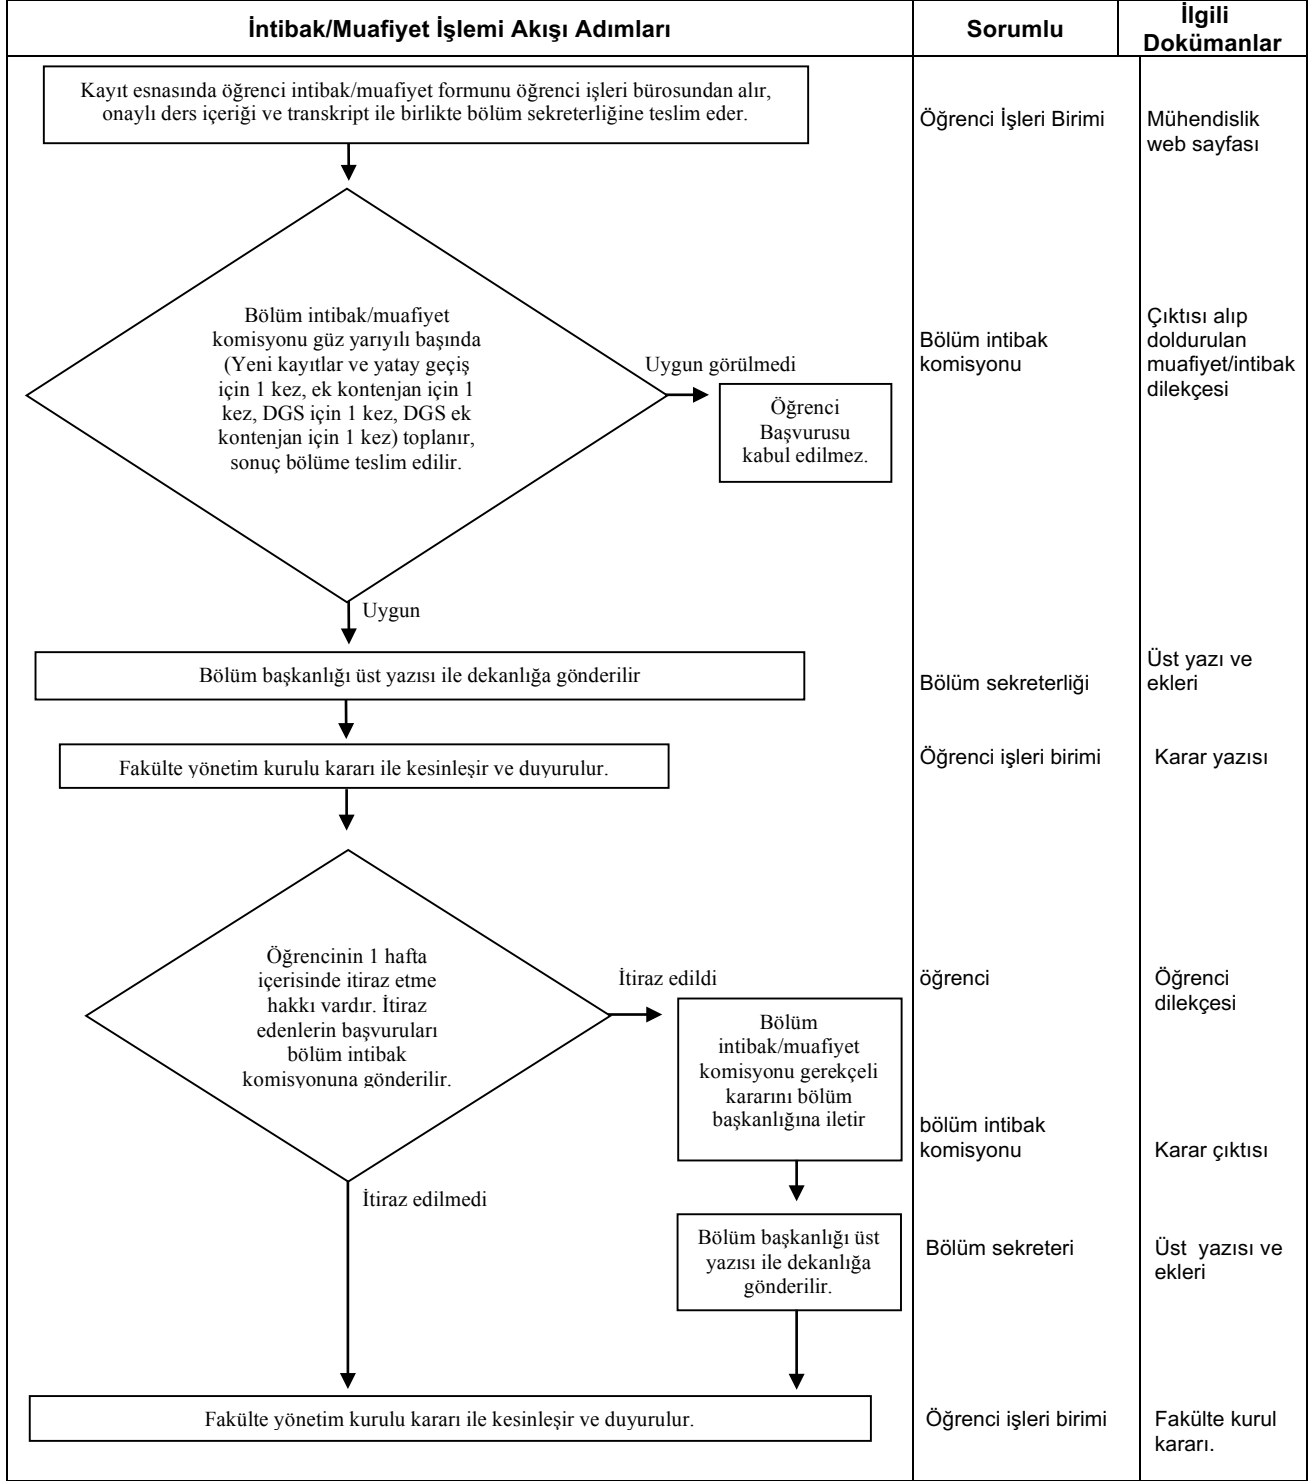 İntibak/Muafiyet İşlemi Akışı Adımları
Sorumlu
İlgili
Dokümanlar
Kayıt esnasında öğrenci intibak/muafiyet formunu öğrenci işleri bürosundan alır,
onaylı ders içeriği ve transkript ile birlikte bölüm sekreterliğine teslim eder.
Öğrenci İşleri Birimi
Mühendislik
web sayfası
Bölüm intibak/muafiyet
komisyonu güz yarıyılı başında
(Yeni kayıtlar ve yatay geçiş
için 1 kez, ek kontenjan için 1
kez, DGS için 1 kez, DGS ek
kontenjan için 1 kez) toplanır,
sonuç bölüme teslim edilir.
Uygun görülmedi
Öğrenci
Başvurusu
kabul edilmez.
Bölüm intibak
komisyonu
Çıktısı alıp
doldurulan
muafiyet/intibak
dilekçesi
Uygun
Bölüm başkanlığı üst yazısı ile dekanlığa gönderilir
Bölüm sekreterliği
Üst yazı ve
ekleri
Fakülte yönetim kurulu kararı ile kesinleşir ve duyurulur.
Öğrenci işleri birimi
Karar yazısı
Öğrencinin 1 hafta
içerisinde itiraz etme
hakkı vardır. İtiraz
edenlerin başvuruları
bölüm intibak
komisyonuna gönderilir.
İtiraz edildi
öğrenci
Öğrenci
dilekçesi
Bölüm
intibak/muafiyet
komisyonu gerekçeli
kararını bölüm
başkanlığına iletir
bölüm intibak
komisyonu
Karar çıktısı
İtiraz edilmedi
Bölüm başkanlığı üst
yazısı ile dekanlığa
gönderilir.
Bölüm sekreteri
Üst yazısı ve
ekleri
Fakülte yönetim kurulu kararı ile kesinleşir ve duyurulur.
Öğrenci işleri birimi
Fakülte kurul
kararı.